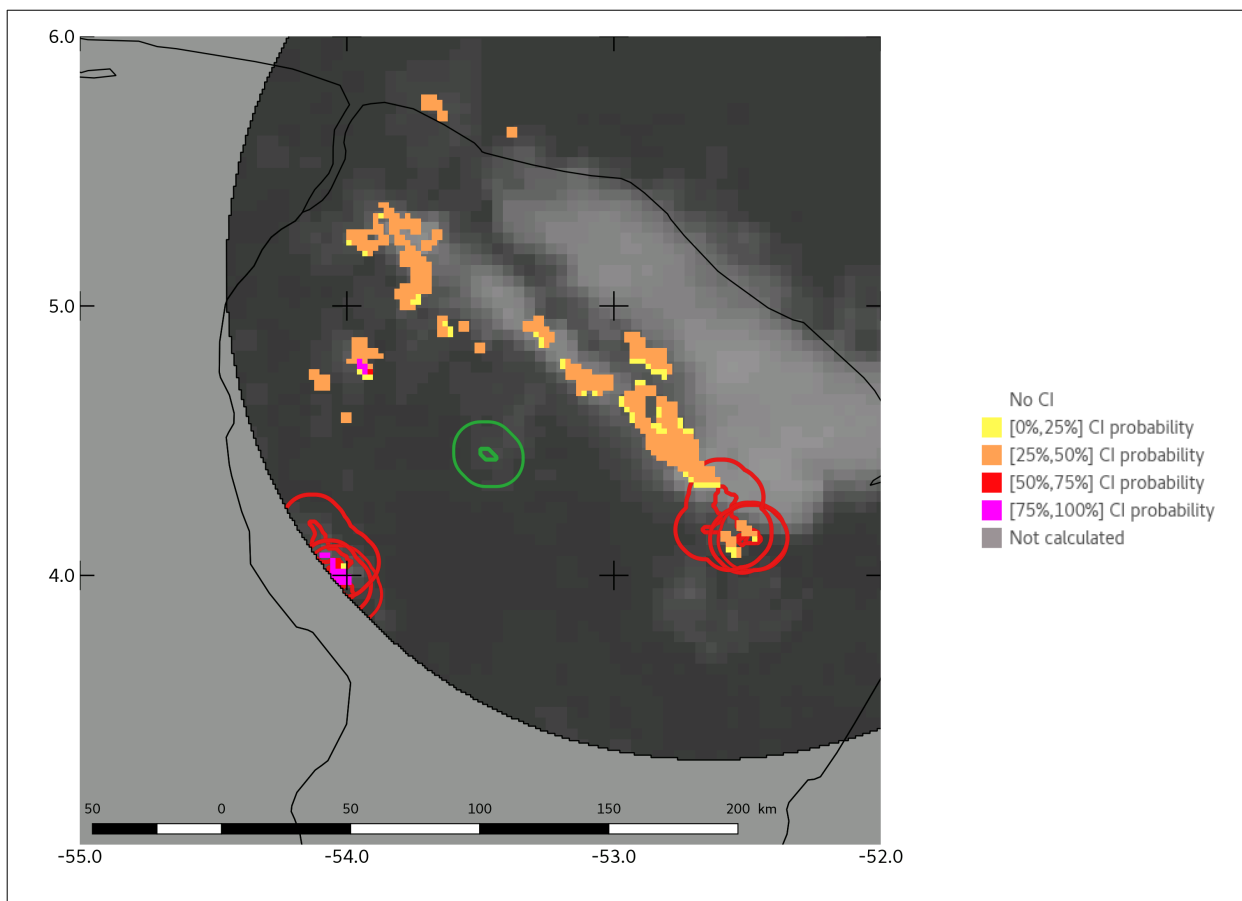 6.0
5.0
4.0
50 0 50 100 150 200 km
-55.0 -54.0 -53.0 -52.0
No CI
[0%,25%] CI probability
[25%,50%] CI probability
[50%,75%] CI probability
[75%,100%] CI probability
Not calculated